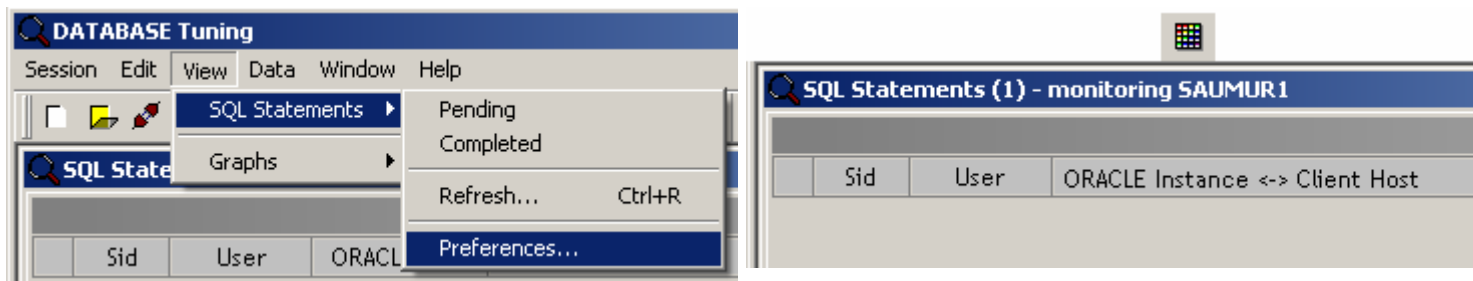 DATABASE Tuning
Session Edit View Data Window Help
SQL Statements
Pending
Completed
Graphs
Refresh... Ctrl+R
Preferences...
SQL State
Sid User ORACL
SQL Statements (1) - monitoring SAUMUR1
Sid User ORACLE Instance <-> Client Host